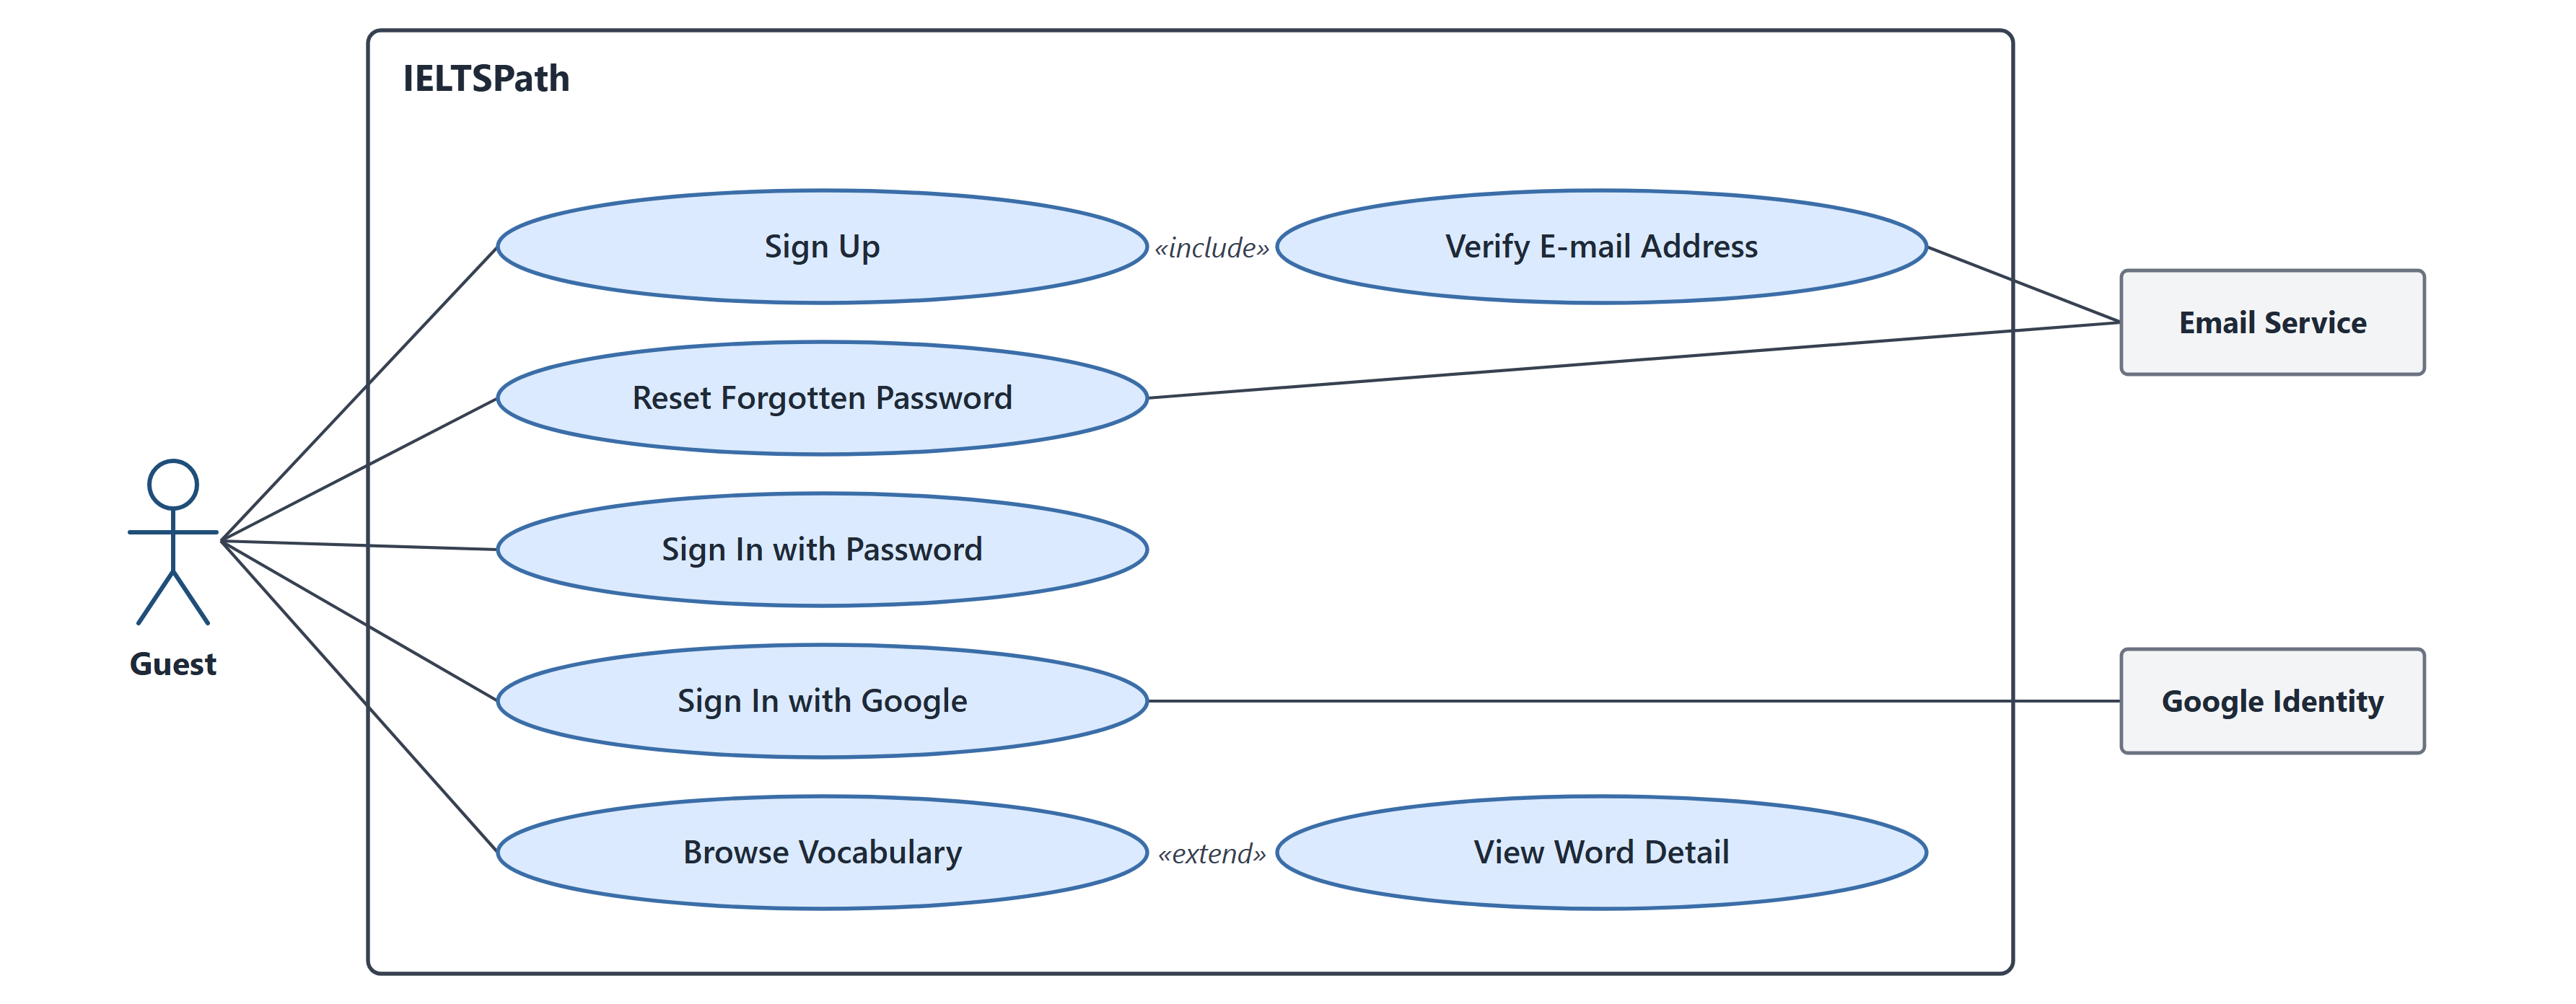 IELTSPath
Sign Up
«include»
Verify E-mail Address
Email Service
Reset Forgotten Password
Sign In with Password
Guest
Sign In with Google
Google Identity
Browse Vocabulary
«extend»
View Word Detail